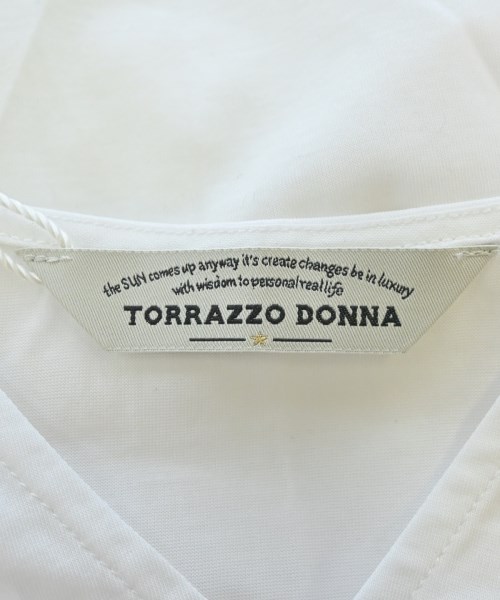 the SUN comes up anyway it's create changes be in luxury
with wisdom to personal real life
TORRAZZO DONNA